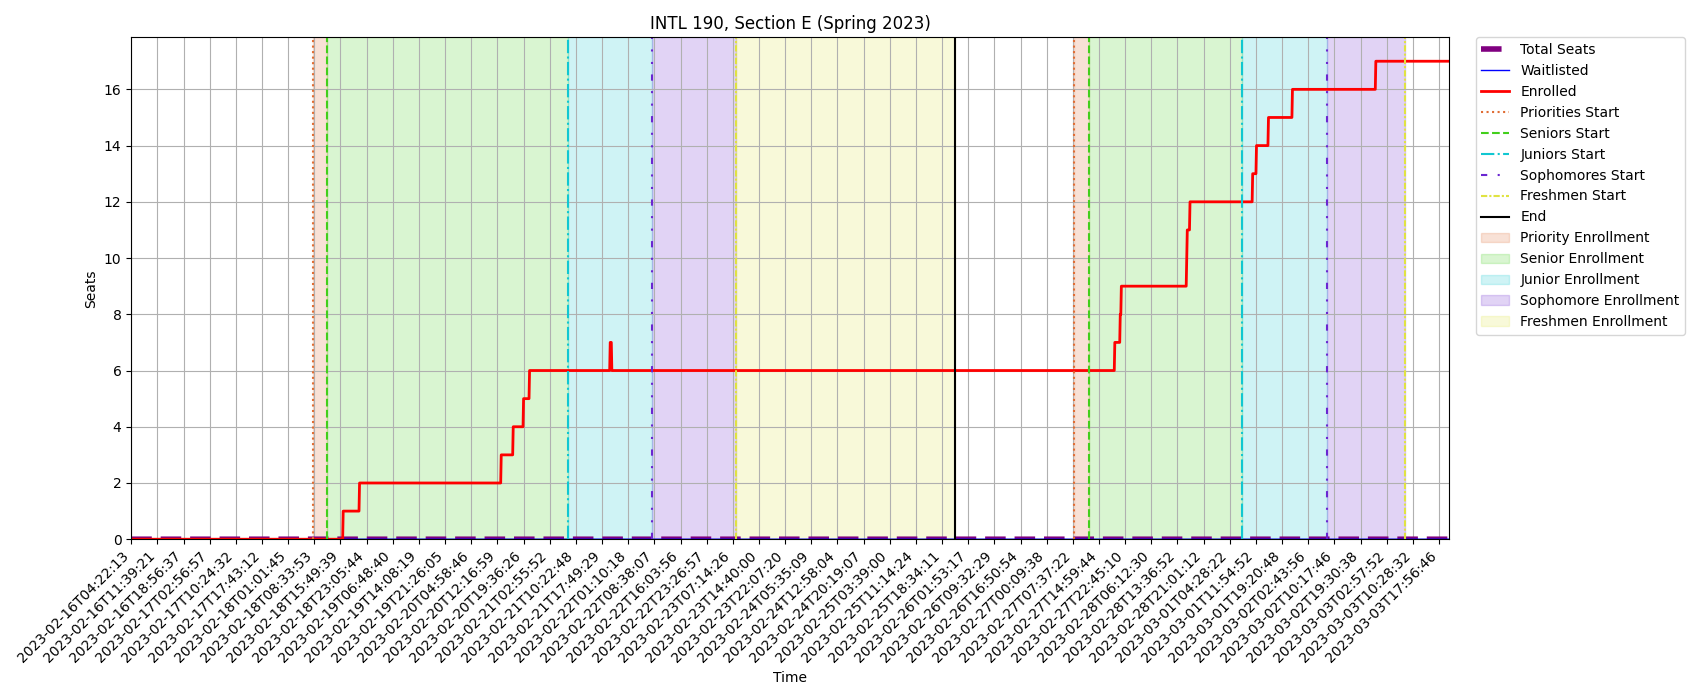 INTL 190, Section E (Spring 2023)
Seats
16
14
12
10
8
6
4
2
0
2023-02-16T04:22:13
2023-02-16T11:39:21
2023-02-16T18:56:37
2023-02-17T02:56:57
2023-02-17T10:24:32
2023-02-17T17:43:12
2023-02-18T01:01:45
2023-02-18T08:33:53
2023-02-18T15:49:39
2023-02-18T23:05:44
2023-02-19T06:48:40
2023-02-19T14:08:19
2023-02-19T21:26:05
2023-02-20T04:58:46
2023-02-20T12:16:59
2023-02-20T19:36:26
2023-02-21T02:55:52
2023-02-21T10:22:48
2023-02-21T17:49:29
2023-02-22T01:10:18
2023-02-22T08:38:07
2023-02-22T16:03:56
2023-02-22T23:26:57
2023-02-23T07:14:26
2023-02-23T14:40:00
2023-02-23T22:07:20
2023-02-24T05:35:09
2023-02-24T12:58:04
2023-02-24T20:19:07
2023-02-25T03:39:00
2023-02-25T11:14:24
2023-02-25T18:34:11
2023-02-26T01:53:17
2023-02-26T09:32:29
2023-02-26T16:50:54
2023-02-27T00:09:38
2023-02-27T07:37:22
2023-02-27T14:59:44
2023-02-27T22:45:10
2023-02-28T06:12:30
2023-02-28T13:36:52
2023-02-28T21:01:12
2023-03-01T04:28:22
2023-03-01T11:54:52
2023-03-01T19:20:48
2023-03-02T02:43:56
2023-03-02T10:17:46
2023-03-02T19:30:38
2023-03-03T02:57:52
2023-03-03T10:28:32
2023-03-03T17:56:46
Time
Total Seats
Waitlisted
Enrolled
Priorities Start
Seniors Start
Juniors Start
Sophomores Start
Freshmen Start
End
Priority Enrollment
Senior Enrollment
Junior Enrollment
Sophomore Enrollment
Freshmen Enrollment